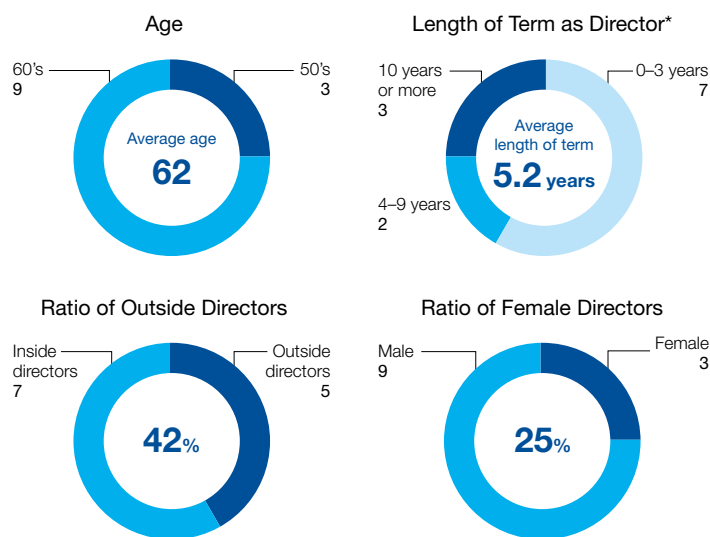 Age
60's
9
50's
3
Average age
62
Length of Term as Director*
10 years
or more
3
0–3 years
7
Average
length of term
5.2 years
4–9 years
2
Ratio of Outside Directors
Inside
directors
7
Outside
directors
5
42%
Ratio of Female Directors
Male
9
Female
3
25%